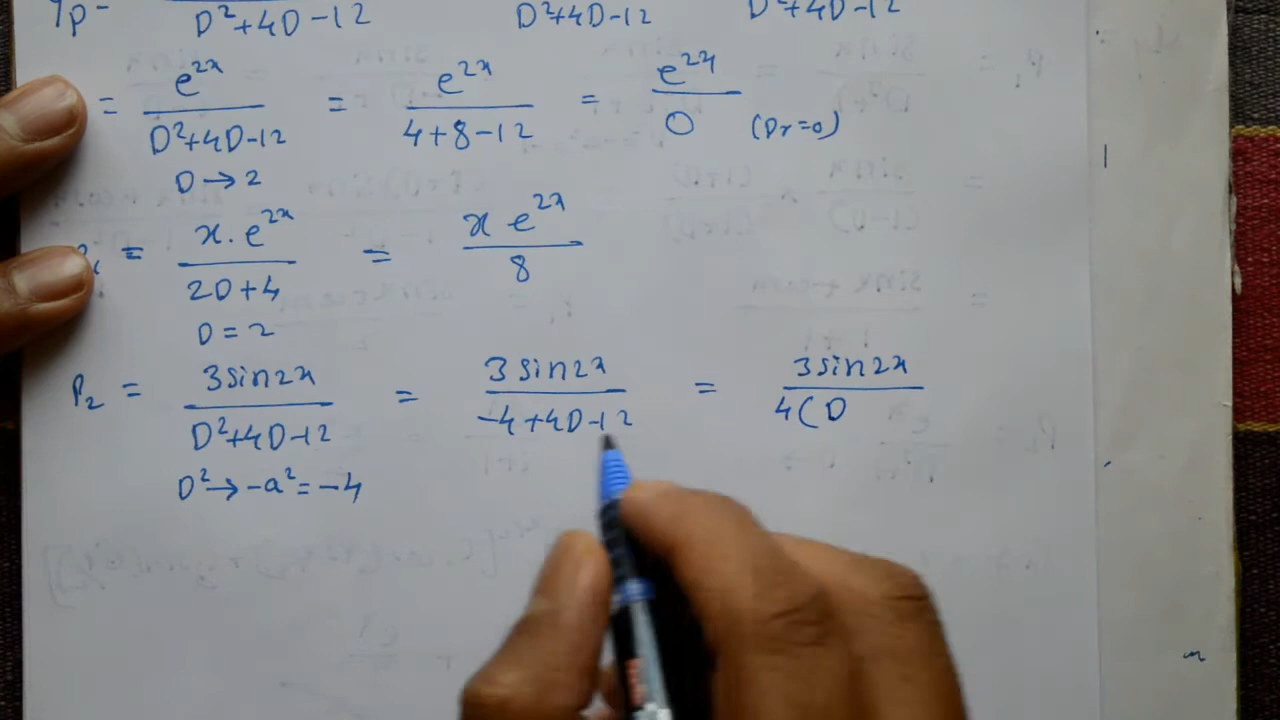 D²+4D-12 D²+4D-12 D²+4D-12
= e^2x / D²+4D-12 = e^2x / 4+8-12 = e^2x / 0 (Dr=0)
D→2
= x.e^2x / 2D+4 = x e^2x / 8
D=2
P₂ = 3sin2x / D²+4D-12 = 3sin2x / -4+4D-12 = 3sin2x / 4(D
D²→-a²=-4